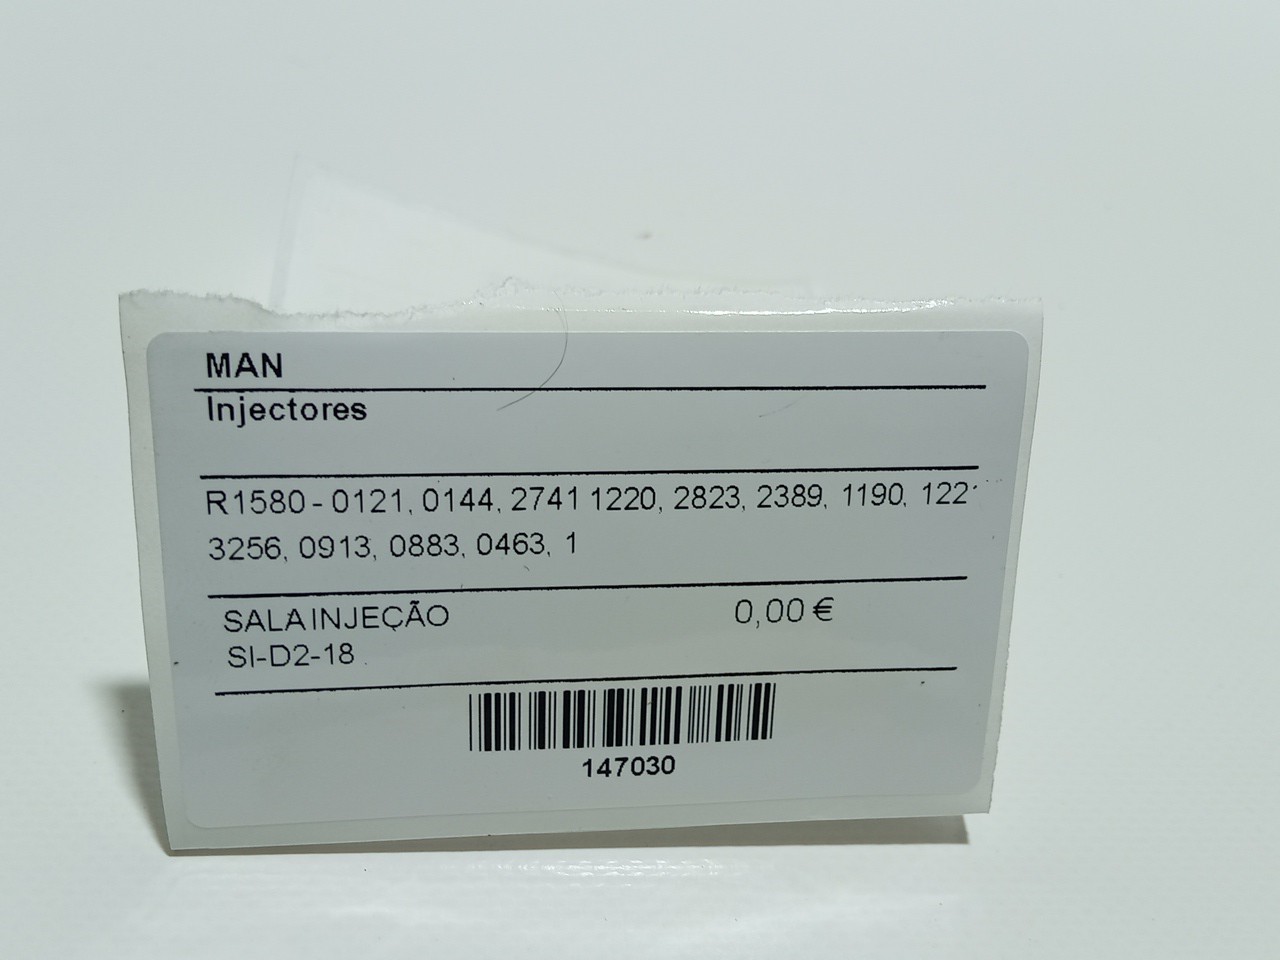 MAN
Injectores
R1580 - 0121, 0144, 2741 1220, 2823, 2389, 1190, 122
3256, 0913, 0883, 0463, 1
SALA INJEÇÃO 0,00 €
SI-D2-18
147030